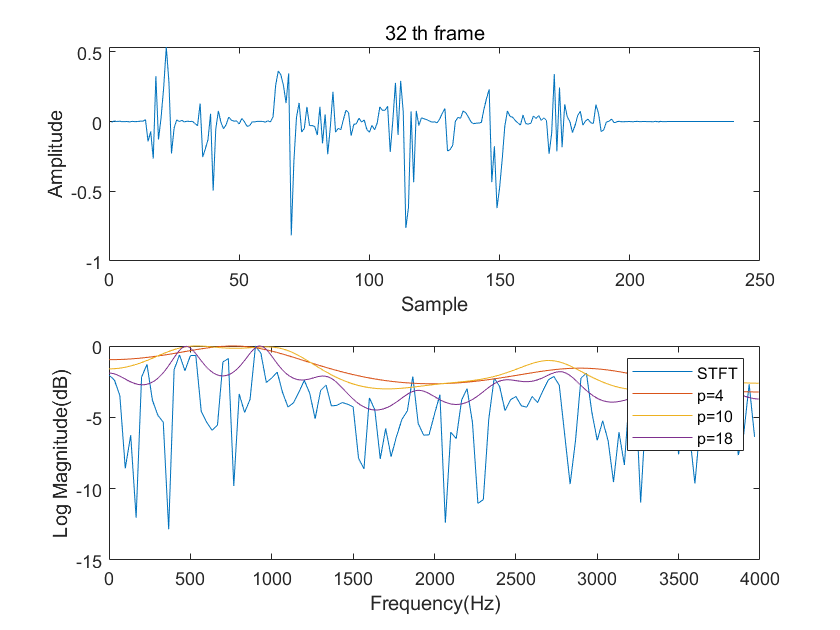 32 th frame
0.5
0
-0.5
-1
Amplitude
0 50 100 150 200 250
Sample
0
-5
-10
-15
Log Magnitude(dB)
STFT
p=4
p=10
p=18
0 500 1000 1500 2000 2500 3000 3500 4000
Frequency(Hz)